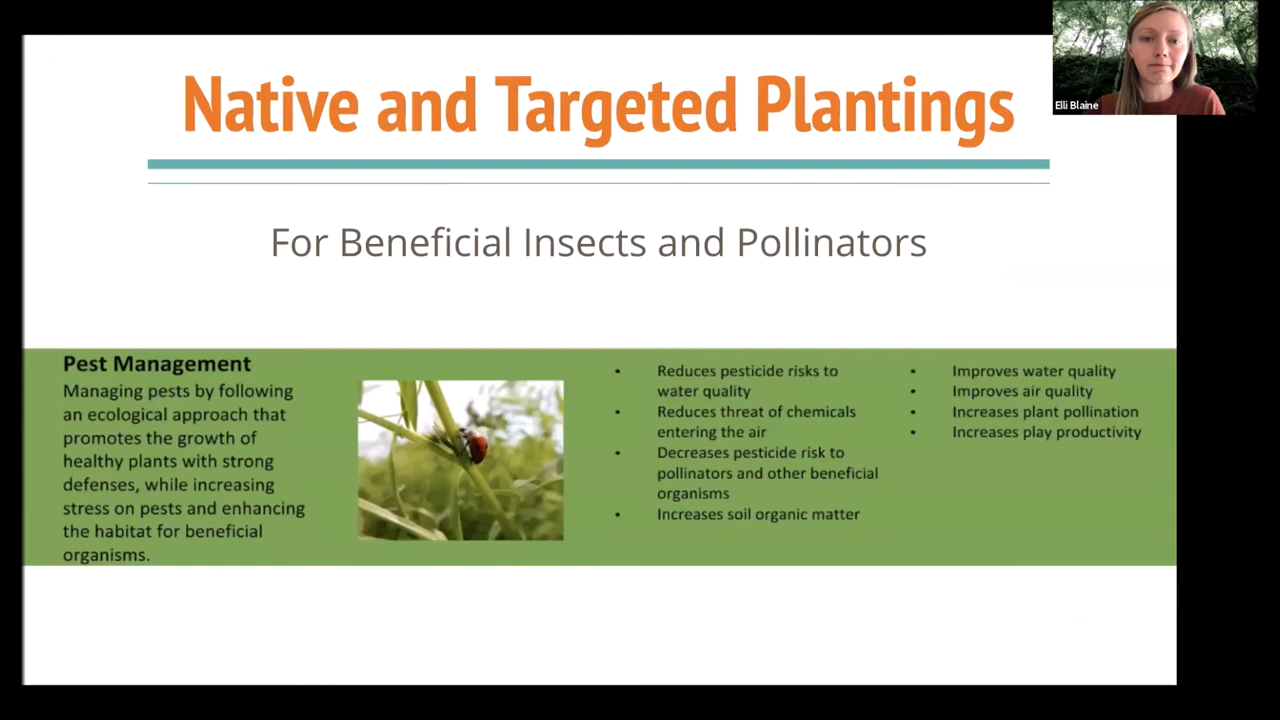 Native and Targeted Plantings
For Beneficial Insects and Pollinators
Pest Management
Managing pests by following
an ecological approach that
promotes the growth of
healthy plants with strong
defenses, while increasing
stress on pests and enhancing
the habitat for beneficial
organisms.
• Reduces pesticide risks to
water quality
• Reduces threat of chemicals
entering the air
• Decreases pesticide risk to
pollinators and other beneficial
organisms
• Increases soil organic matter
• Improves water quality
• Improves air quality
• Increases plant pollination
• Increases play productivity
Elli Blaine